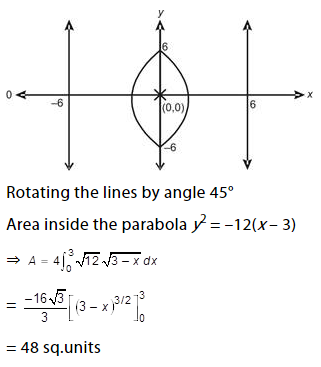 y
6
0 -6 (0,0) 6 x
-6
Rotating the lines by angle 45°
Area inside the parabola y² = -12(x - 3)
⇒ A = 4∫₀³ √12 √3 - x dx
= -16√3/3 [(3 - x)^3/2]₀³
= 48 sq.units